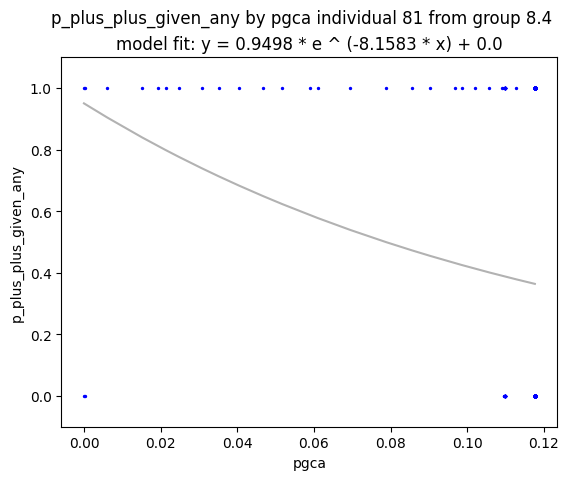 p_plus_plus_given_any by pgca individual 81 from group 8.4
model fit: y = 0.9498 * e ^ (-8.1583 * x) + 0.0
1.0
0.8
0.6
0.4
0.2
0.0
p_plus_plus_given_any
0.00 0.02 0.04 0.06 0.08 0.10 0.12
pgca